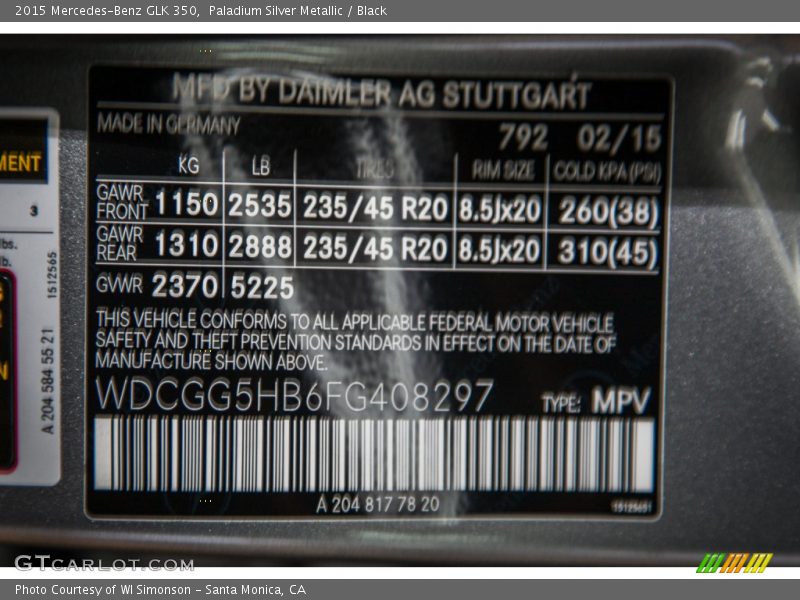 2015 Mercedes-Benz GLK 350,  Paladium Silver Metallic / Black
MFD BY DAIMLER AG STUTTGART
MADE IN GERMANY
792 02/15
KG LB TIRES RIM SIZE COLD KPA(PSI)
GAWR FRONT 1150 2535 235/45 R20 8.5Jx20 260(38)
GAWR REAR 1310 2888 235/45 R20 8.5Jx20 310(45)
GWR 2370 5225
THIS VEHICLE CONFORMS TO ALL APPLICABLE FEDERAL MOTOR VEHICLE
SAFETY AND THEFT PREVENTION STANDARDS IN EFFECT ON THE DATE OF
MANUFACTURE SHOWN ABOVE.
WDCGG5HB6FG408297
TYPE: MPV
A 204 817 78 20
MENT
3
lbs.
lb.
1512565
A 204 584 55 21
GTCARLOT.COM
Photo Courtesy of WI Simonson - Santa Monica, CA